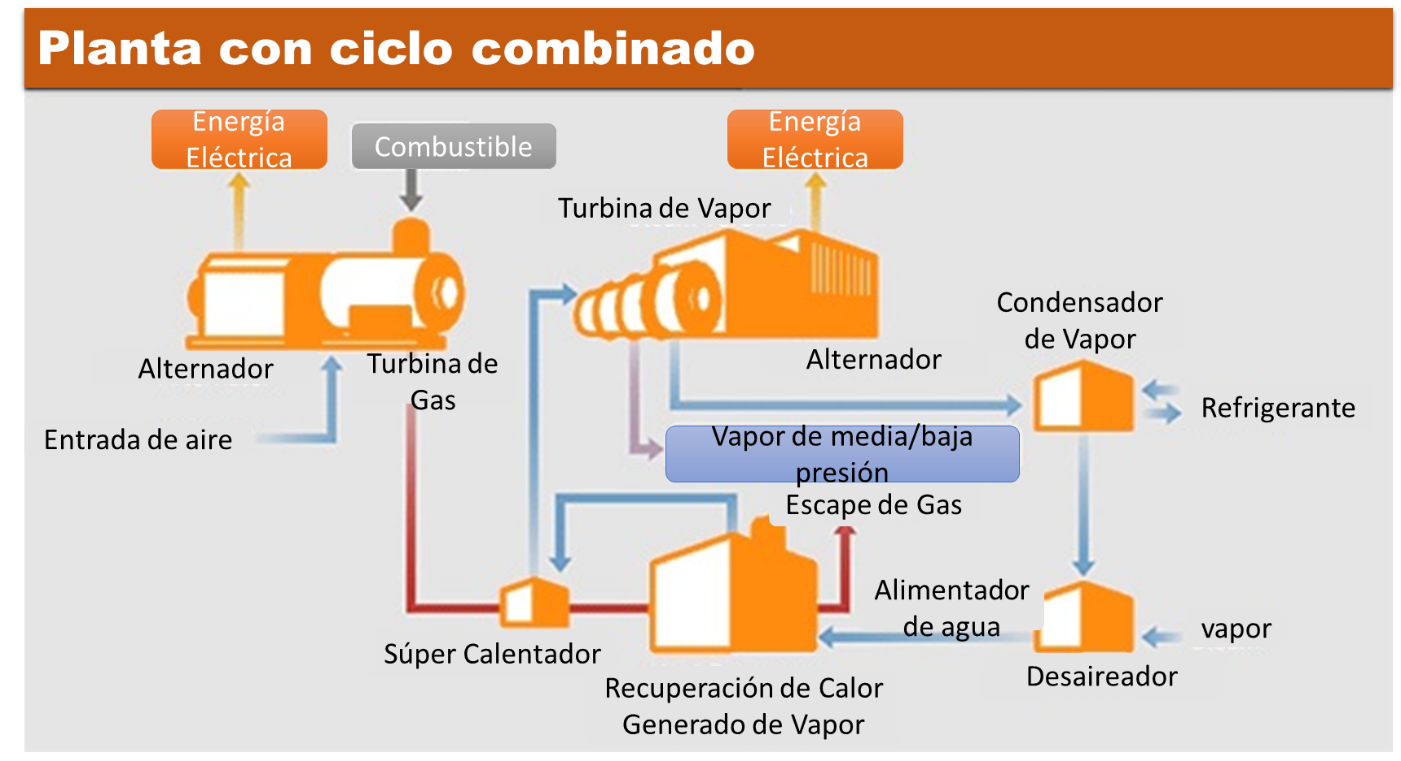 Planta con ciclo combinado
Energía
Eléctrica
Combustible
Energía
Eléctrica
Turbina de Vapor
Condensador
de Vapor
Alternador
Turbina de
Gas
Alternador
Refrigerante
Entrada de aire
Vapor de media/baja
presión
Escape de Gas
Alimentador
de agua
vapor
Súper Calentador
Desaireador
Recuperación de Calor
Generado de Vapor